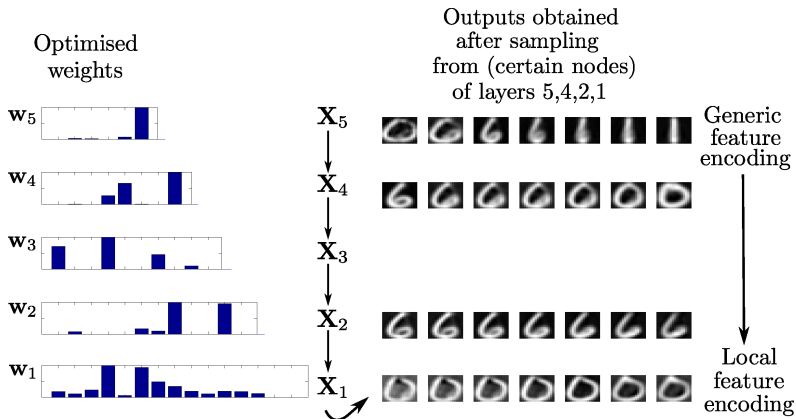 Optimised
weights
Outputs obtained
after sampling
from (certain nodes)
of layers 5,4,2,1
w₅
X₅
Generic
feature
encoding
w₄
X₄
w₃
X₃
w₂
X₂
w₁
X₁
Local
feature
encoding